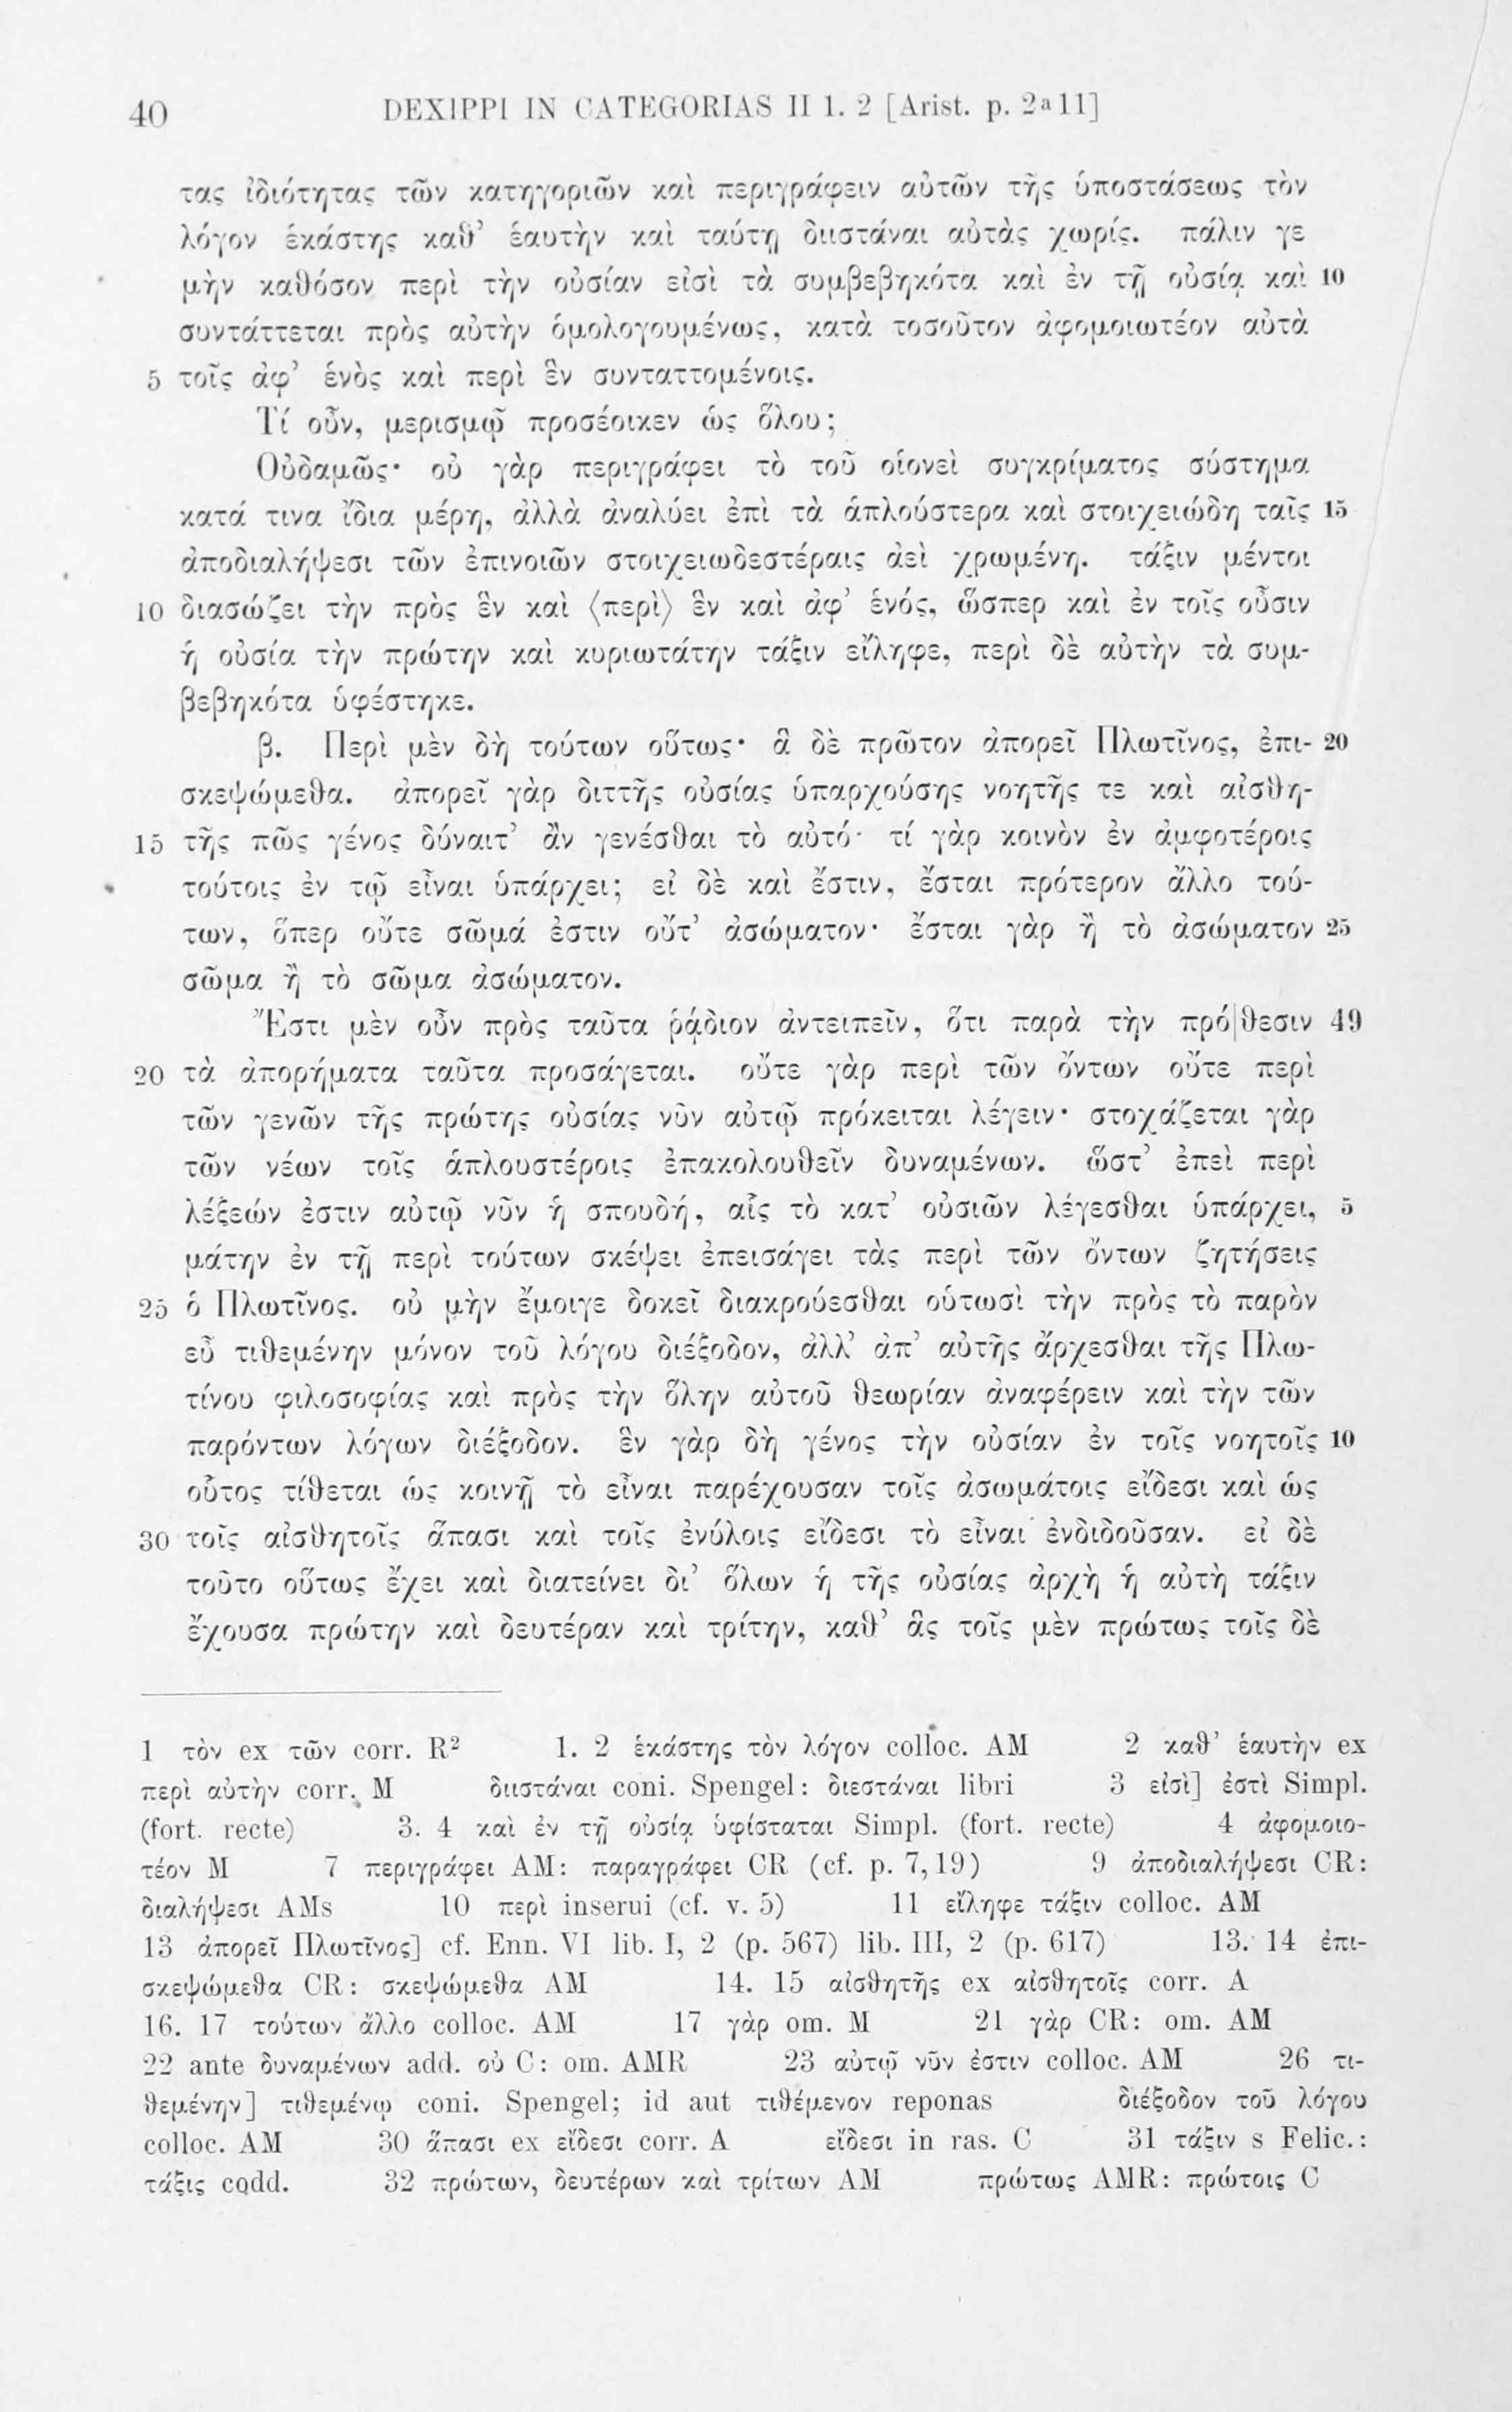 40 DEXIPPI IN CATEGORIAS II 1. 2 [Arist. p. 2a11]
τας ἰδιότητας τῶν κατηγοριῶν καὶ περιγράφειν αὐτῶν τῆς ὑποστάσεως τὸν
λόγον ἑκάστης καθ’ ἑαυτὴν καὶ ταύτῃ διιστάναι αὐτὰς χωρίς. πάλιν γε
μὴν καθόσον περὶ τὴν οὐσίαν εἰσὶ τὰ συμβεβηκότα καὶ ἐν τῇ οὐσίᾳ καὶ 10
συντάττεται πρὸς αὐτὴν ὁμολογουμένως, κατὰ τοσοῦτον ἀφομοιωτέον αὐτὰ
5 τοῖς ἀφ’ ἑνὸς καὶ περὶ ἓν συνταττομένοις.
Τί οὖν, μερισμῷ προσέοικεν ὡς ὅλου;
Οὐδαμῶς· οὐ γὰρ περιγράφει τὸ τοῦ οἱονεὶ συγκρίματος σύστημα
κατά τινα ἴδια μέρη, ἀλλὰ ἀναλύει ἐπὶ τὰ ἁπλούστερα καὶ στοιχειώδη ταῖς 15
ἀποδιαλήψεσι τῶν ἐπινοιῶν στοιχειωδεστέραις ἀεὶ χρωμένη. τάξιν μέντοι
10 διασώζει τὴν πρὸς ἓν καὶ ⟨περὶ⟩ ἓν καὶ ἀφ’ ἑνός, ὥσπερ καὶ ἐν τοῖς οὖσιν
ἡ οὐσία τὴν πρώτην καὶ κυριωτάτην τάξιν εἴληφε, περὶ δὲ αὐτὴν τὰ συμ-
βεβηκότα ὑφέστηκε.
β. Περὶ μὲν δὴ τούτων οὕτως· ἃ δὲ πρῶτον ἀπορεῖ Πλωτῖνος, ἐπι- 20
σκεψώμεθα. ἀπορεῖ γὰρ διττῆς οὐσίας ὑπαρχούσης νοητῆς τε καὶ αἰσθη-
15 τῆς πῶς γένος δύναιτ’ ἂν γενέσθαι τὸ αὐτό· τί γὰρ κοινὸν ἐν ἀμφοτέροις
τούτοις ἐν τῷ εἶναι ὑπάρχει; εἰ δὲ καὶ ἔστιν, ἔσται πρότερον ἄλλο τού-
των, ὅπερ οὔτε σῶμά ἐστιν οὔτ’ ἀσώματον· ἔσται γὰρ ἢ τὸ ἀσώματον 25
σῶμα ἢ τὸ σῶμα ἀσώματον.
Ἔστι μὲν οὖν πρὸς ταῦτα ῥᾴδιον ἀντειπεῖν, ὅτι παρὰ τὴν πρό|θεσιν 49
20 τὰ ἀπορήματα ταῦτα προσάγεται. οὔτε γὰρ περὶ τῶν ὄντων οὔτε περὶ
τῶν γενῶν τῆς πρώτης οὐσίας νῦν αὐτῷ πρόκειται λέγειν· στοχάζεται γὰρ
τῶν νέων τοῖς ἁπλουστέροις ἐπακολουθεῖν δυναμένων. ὥστ’ ἐπεὶ περὶ
λέξεών ἐστιν αὐτῷ νῦν ἡ σπουδή, αἷς τὸ κατ’ οὐσιῶν λέγεσθαι ὑπάρχει, 5
μάτην ἐν τῇ περὶ τούτων σκέψει ἐπεισάγει τὰς περὶ τῶν ὄντων ζητήσεις
25 ὁ Πλωτῖνος. οὐ μὴν ἔμοιγε δοκεῖ διακρούεσθαι οὑτωσὶ τὴν πρὸς τὸ παρὸν
εὖ τιθεμένην μόνον τοῦ λόγου διέξοδον, ἀλλ’ ἀπ’ αὐτῆς ἄρχεσθαι τῆς Πλω-
τίνου φιλοσοφίας καὶ πρὸς τὴν ὅλην αὐτοῦ θεωρίαν ἀναφέρειν καὶ τὴν τῶν
παρόντων λόγων διέξοδον. ἓν γὰρ δὴ γένος τὴν οὐσίαν ἐν τοῖς νοητοῖς 10
οὗτος τίθεται ὡς κοινῇ τὸ εἶναι παρέχουσαν τοῖς ἀσωμάτοις εἴδεσι καὶ ὡς
30 τοῖς αἰσθητοῖς ἅπασι καὶ τοῖς ἐνύλοις εἴδεσι τὸ εἶναι ἐνδιδοῦσαν. εἰ δὲ
τοῦτο οὕτως ἔχει καὶ διατείνει δι’ ὅλων ἡ τῆς οὐσίας ἀρχὴ ἡ αὐτὴ τάξιν
ἔχουσα πρώτην καὶ δευτέραν καὶ τρίτην, καθ’ ἃς τοῖς μὲν πρώτως τοῖς δὲ
1 τὸν ex τῶν corr. R² 1. 2 ἑκάστης τὸν λόγον colloc. AM 2 καθ’ ἑαυτὴν ex
περὶ αὐτὴν corr. M διιστάναι coni. Spengel: διεστάναι libri 3 εἰσὶ] ἐστὶ Simpl.
(fort. recte) 3. 4 καὶ ἐν τῇ οὐσίᾳ ὑφίσταται Simpl. (fort. recte) 4 ἀφομοιο-
τέον M 7 περιγράφει AM: παραγράφει CR (cf. p. 7,19) 9 ἀποδιαλήψεσι CR:
διαλήψεσι AMs 10 περὶ inserui (cf. v. 5) 11 εἴληφε τάξιν colloc. AM
13 ἀπορεῖ Πλωτῖνος] cf. Enn. VI lib. I, 2 (p. 567) lib. III, 2 (p. 617) 13. 14 ἐπι-
σκεψώμεθα CR: σκεψώμεθα AM 14. 15 αἰσθητῆς ex αἰσθητοῖς corr. A
16. 17 τούτων ἄλλο colloc. AM 17 γὰρ om. M 21 γὰρ CR: om. AM
22 ante δυναμένων add. οὐ C: om. AMR 23 αὐτῷ νῦν ἐστιν colloc. AM 26 τι-
θεμένην] τιθεμένῳ coni. Spengel; id aut τιθέμενον reponas διέξοδον τοῦ λόγου
colloc. AM 30 ἅπασι ex εἴδεσι corr. A εἴδεσι in ras. C 31 τάξιν s Felic.:
τάξις codd. 32 πρώτων, δευτέρων καὶ τρίτων AM πρώτως AMR: πρώτοις C